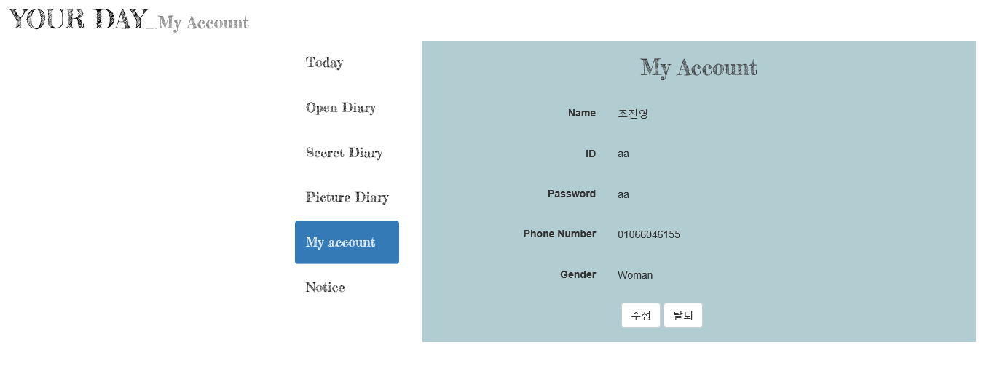 YOUR DAY_My Account
Today
Open Diary
Secret Diary
Picture Diary
My account
Notice
My Account
Name 조진영
ID aa
Password aa
Phone Number 01066046155
Gender Woman
수정 탈퇴